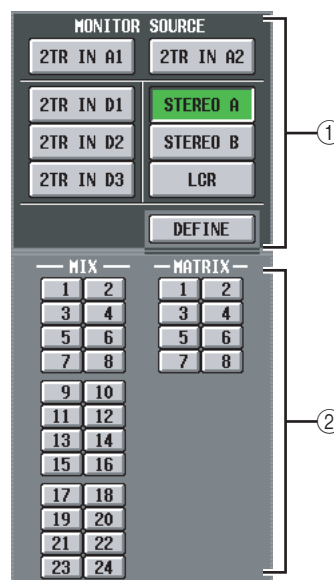 MONITOR SOURCE
2TR IN A1 2TR IN A2
2TR IN D1 STEREO A
2TR IN D2 STEREO B
2TR IN D3 LCR
DEFINE
1
MIX MATRIX
1 2 1 2
3 4 3 4
5 6 5 6
7 8 7 8
9 10
11 12
13 14
15 16
17 18
19 20
21 22
23 24
2